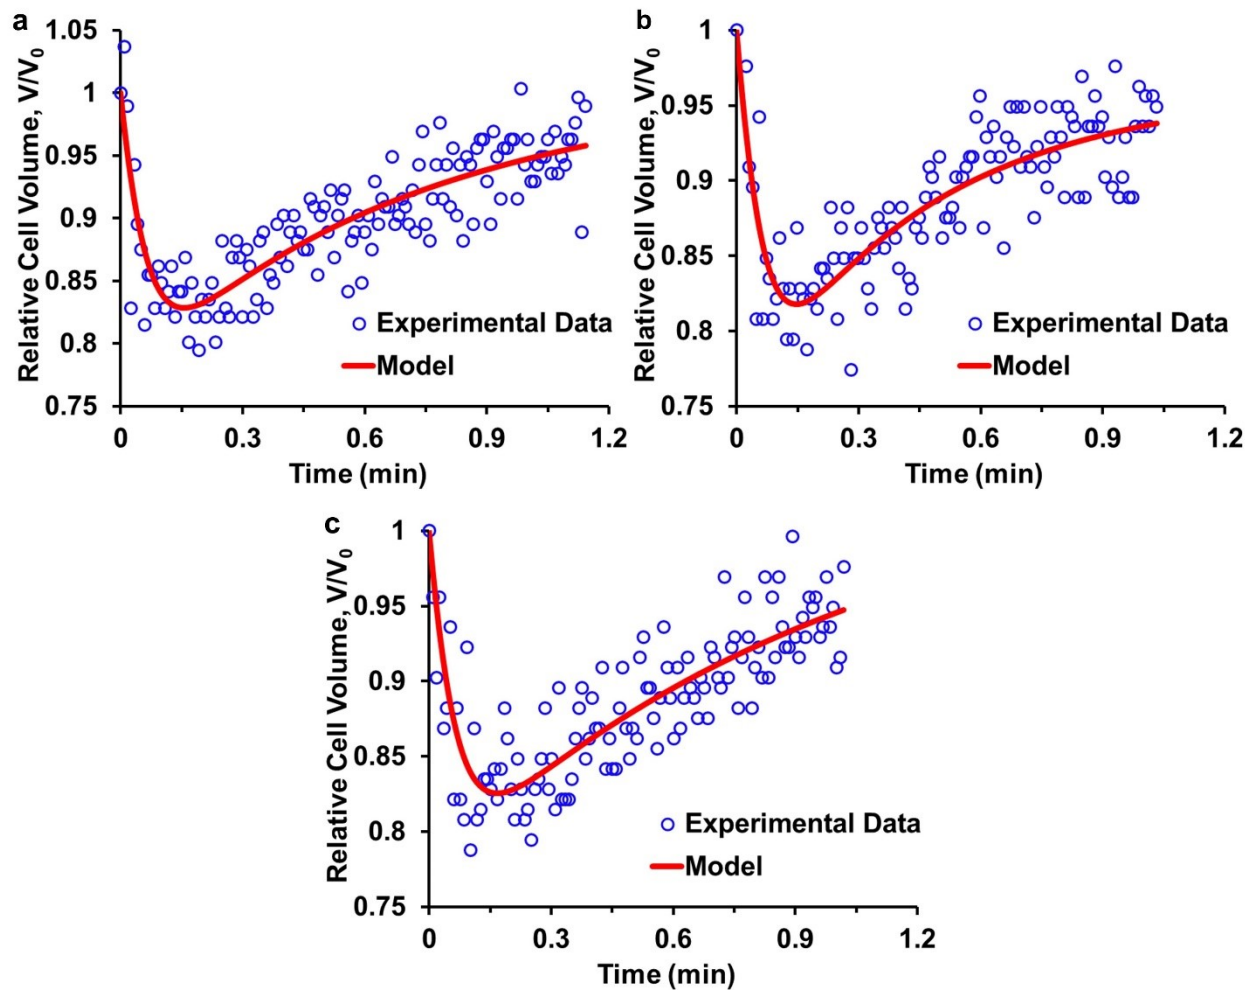 a
1.05
1
0.95
0.9
0.85
0.8
0.75
Relative Cell Volume, V/V₀
Experimental Data
Model
0 0.3 0.6 0.9 1.2
Time (min)
b
1
0.95
0.9
0.85
0.8
0.75
Relative Cell Volume, V/V₀
Experimental Data
Model
0 0.3 0.6 0.9 1.2
Time (min)
c
1
0.95
0.9
0.85
0.8
0.75
Relative Cell Volume, V/V₀
Experimental Data
Model
0 0.3 0.6 0.9 1.2
Time (min)